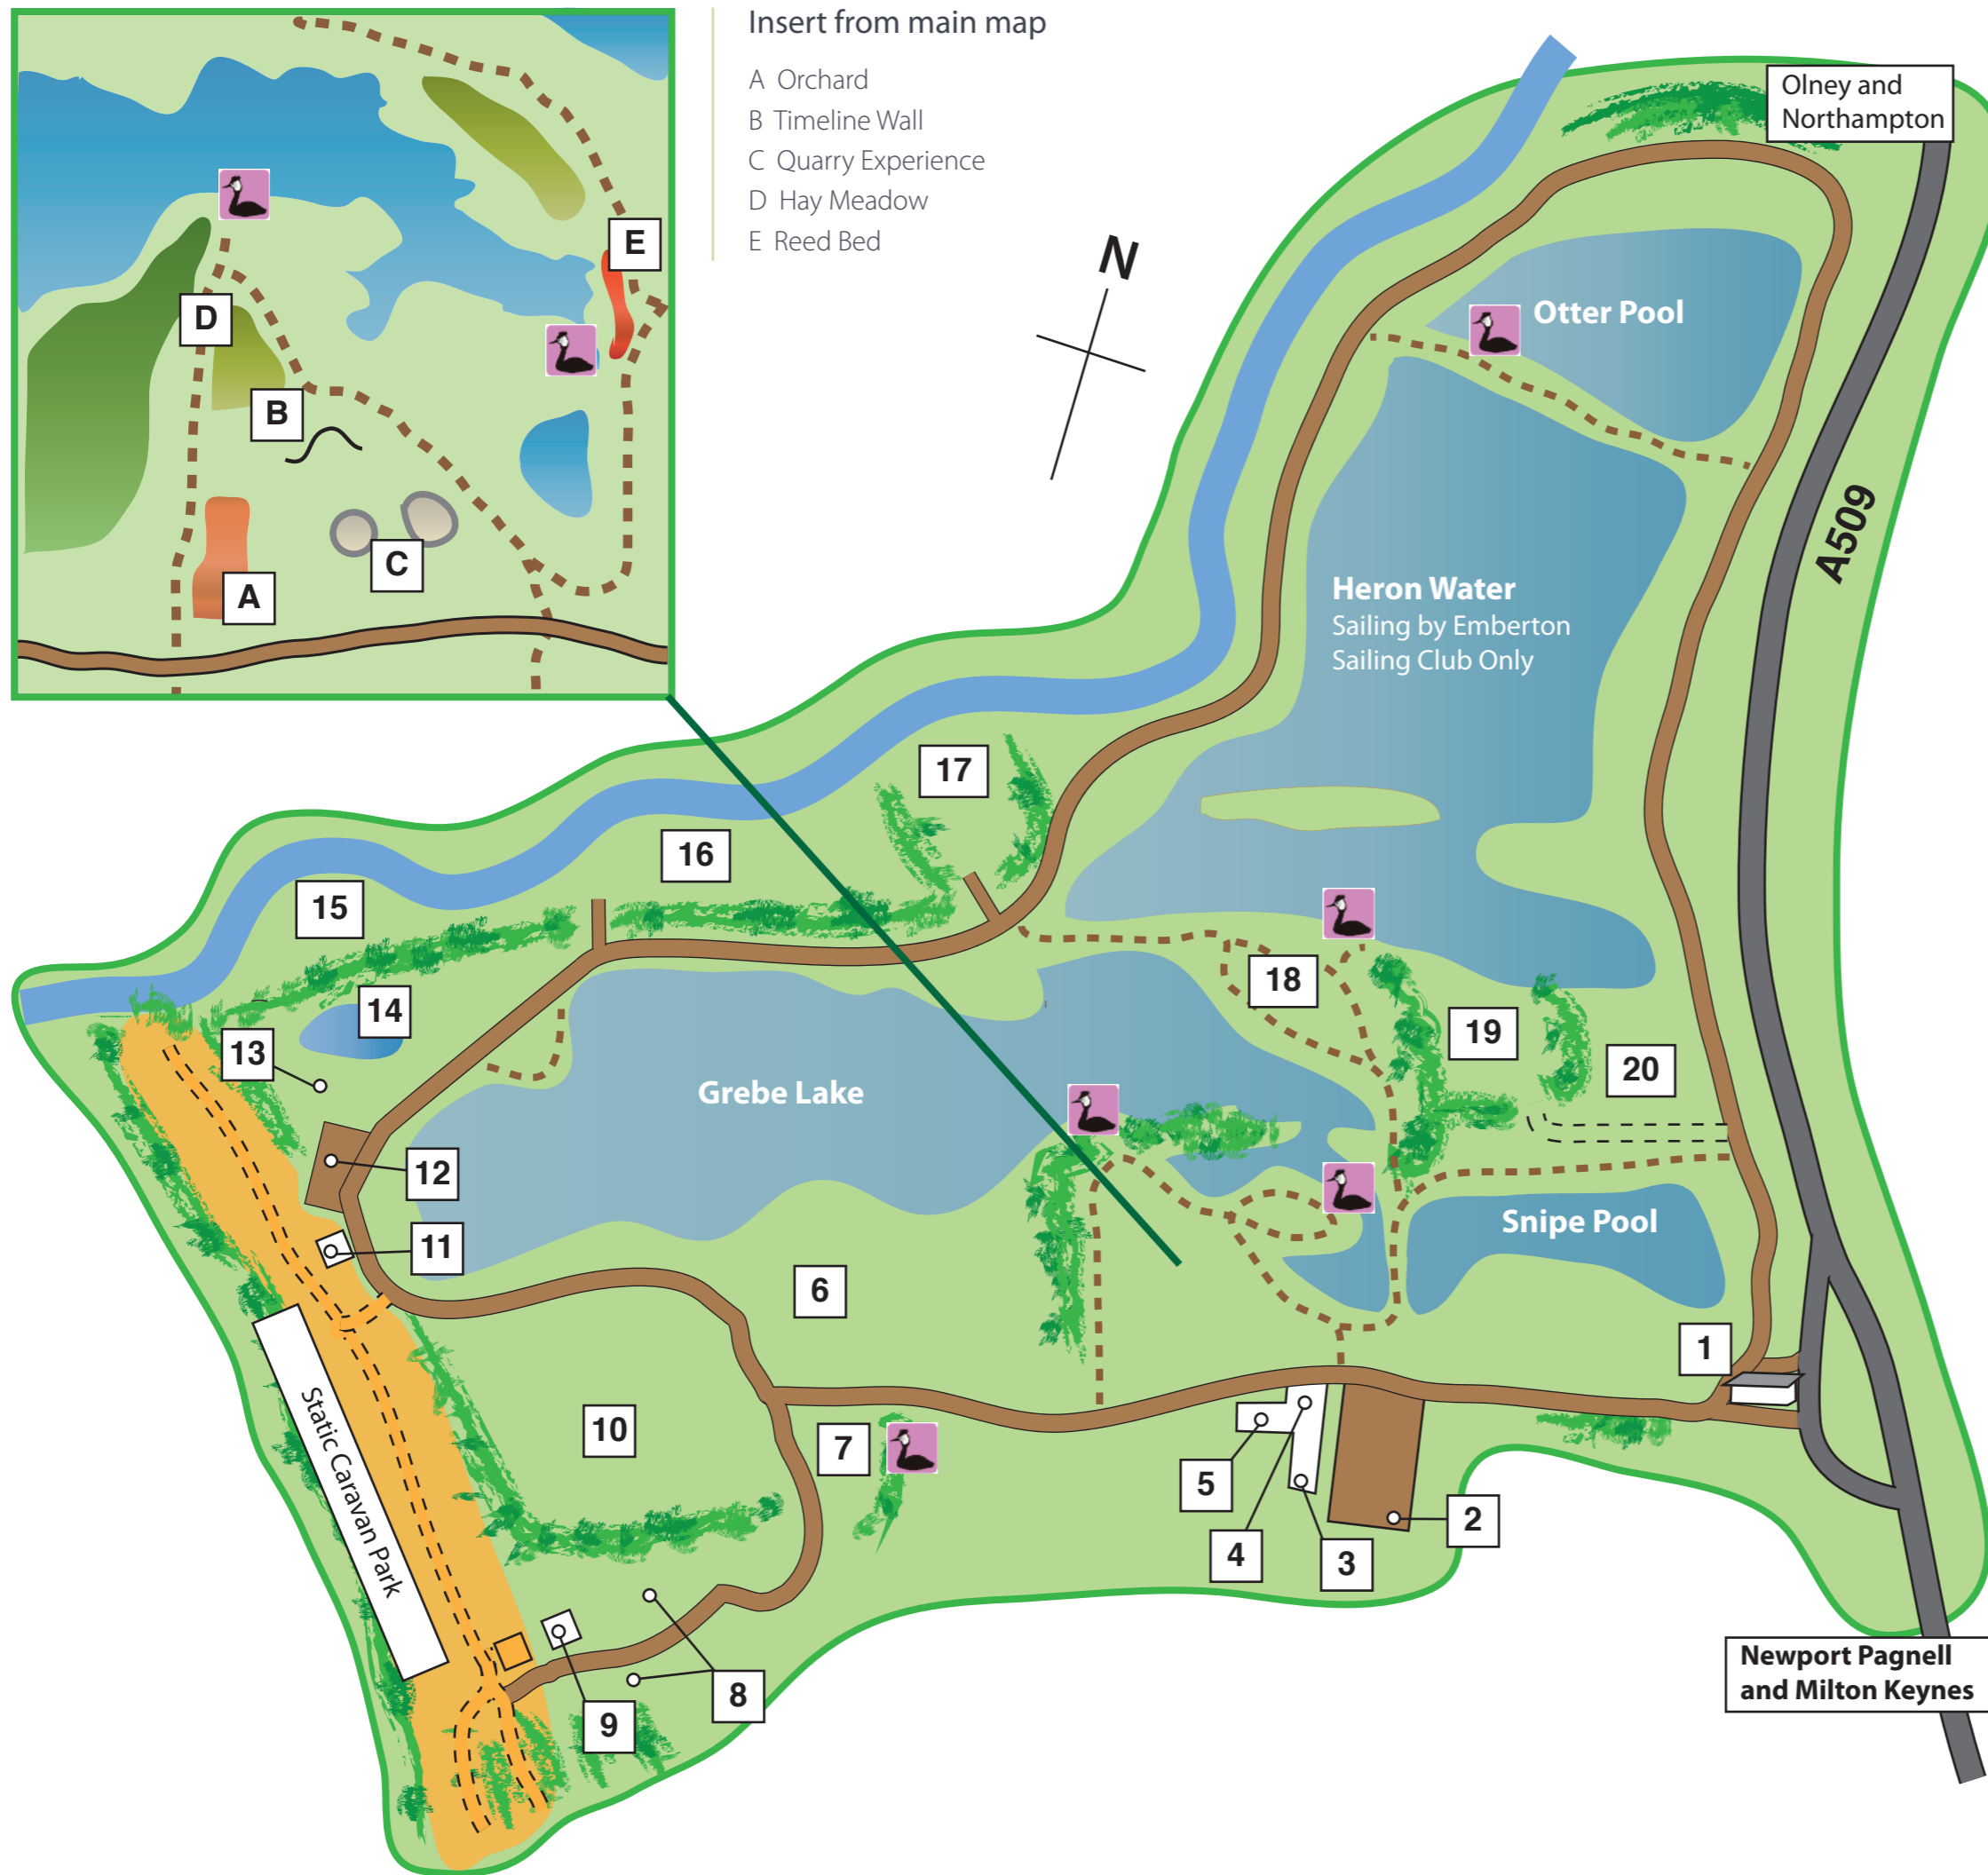 Insert from main map
A Orchard
B Timeline Wall
C Quarry Experience
D Hay Meadow
E Reed Bed
E
D
B
C
A
N
Olney and
Northampton
Otter Pool
A509
Heron Water
Sailing by Emberton
Sailing Club Only
17
16
15
18
14
19
13
20
Grebe Lake
12
Snipe Pool
11
6
1
10
7
5
2
4
3
Static Caravan Park
8
9
Newport Pagnell
and Milton Keynes